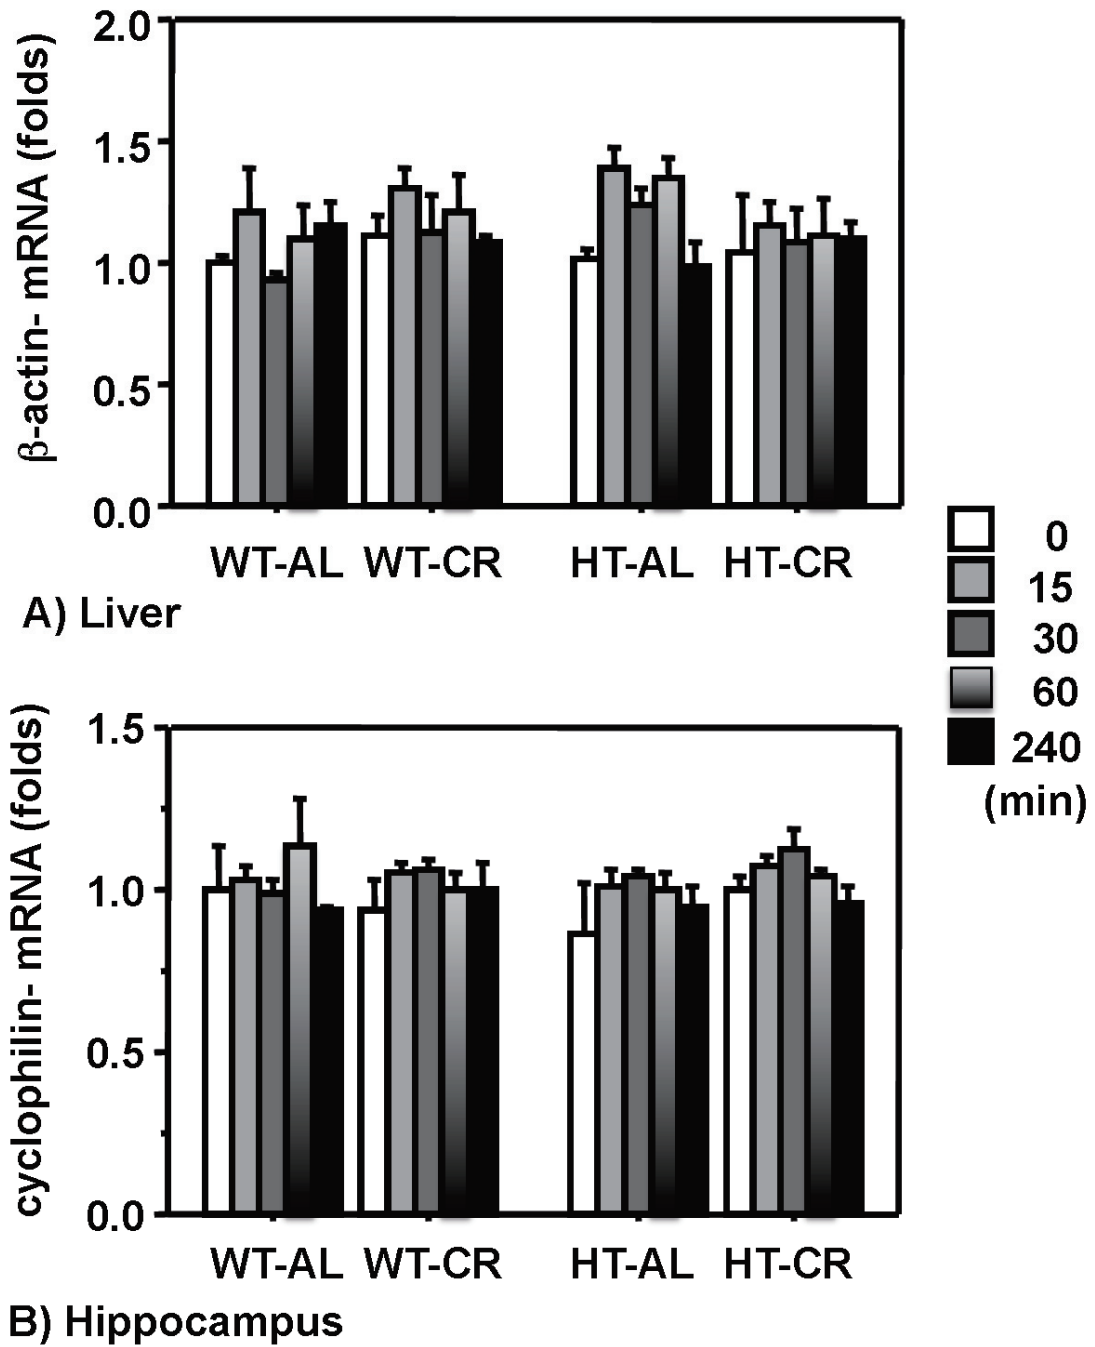 β-actin- mRNA (folds)
2.0
1.5
1.0
0.5
0.0
WT-AL WT-CR HT-AL HT-CR
A) Liver
0
15
30
60
240
(min)
cyclophilin- mRNA (folds)
1.5
1.0
0.5
0.0
WT-AL WT-CR HT-AL HT-CR
B) Hippocampus